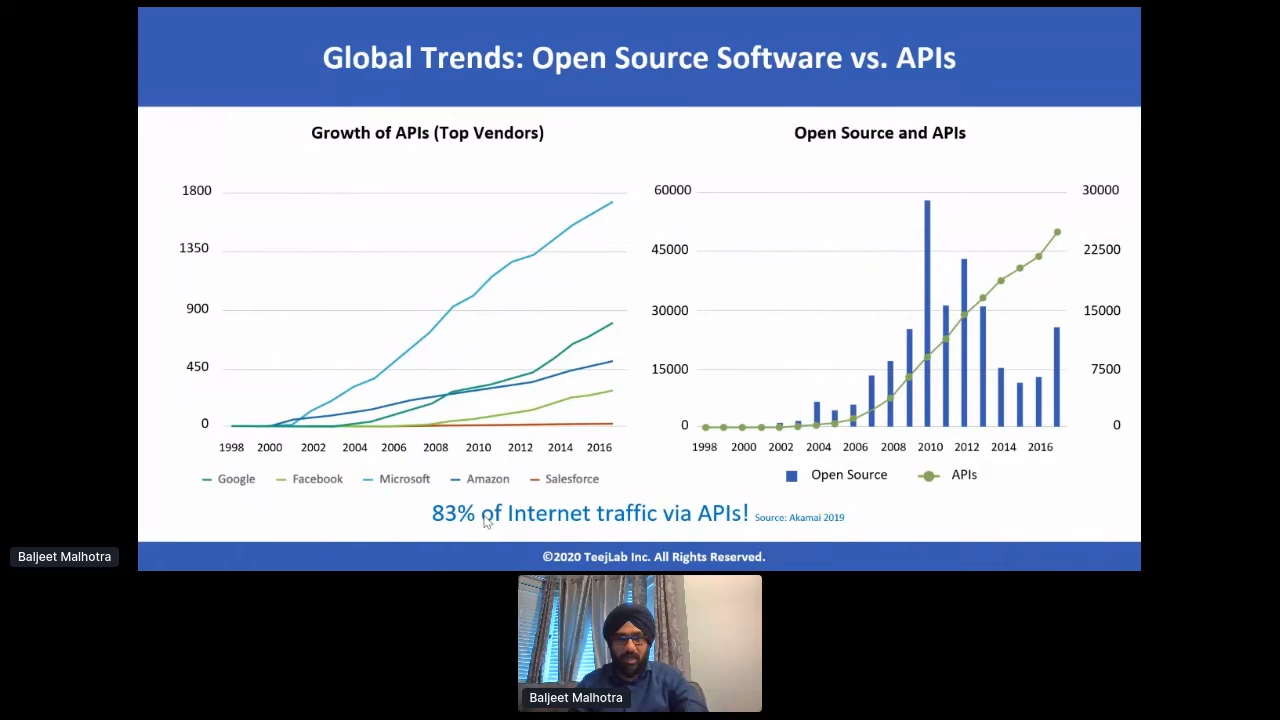 Global Trends: Open Source Software vs. APIs
Growth of APIs (Top Vendors)
1800
1350
900
450
0
1998 2000 2002 2004 2006 2008 2010 2012 2014 2016
Google Facebook Microsoft Amazon Salesforce
Open Source and APIs
60000 30000
45000 22500
30000 15000
15000 7500
0 0
1998 2000 2002 2004 2006 2008 2010 2012 2014 2016
Open Source APIs
83% of Internet traffic via APIs! Source: Akamai 2019
©2020 TeejLab Inc. All Rights Reserved.
Baljeet Malhotra
Baljeet Malhotra